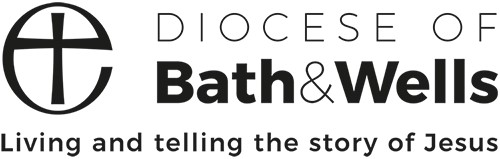 DIOCESE OF
Bath&Wells
Living and telling the story of Jesus